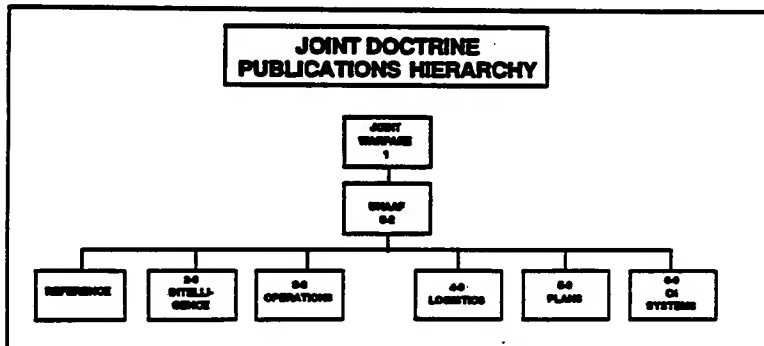 JOINT DOCTRINE
PUBLICATIONS HIERARCHY
JOINT
WARFARE
1
UNAAF
0-2
REFERENCE
2-0
INTELLI-
GENCE
3-0
OPERATIONS
4-0
LOGISTICS
5-0
PLANS
6-0
SYSTEMS